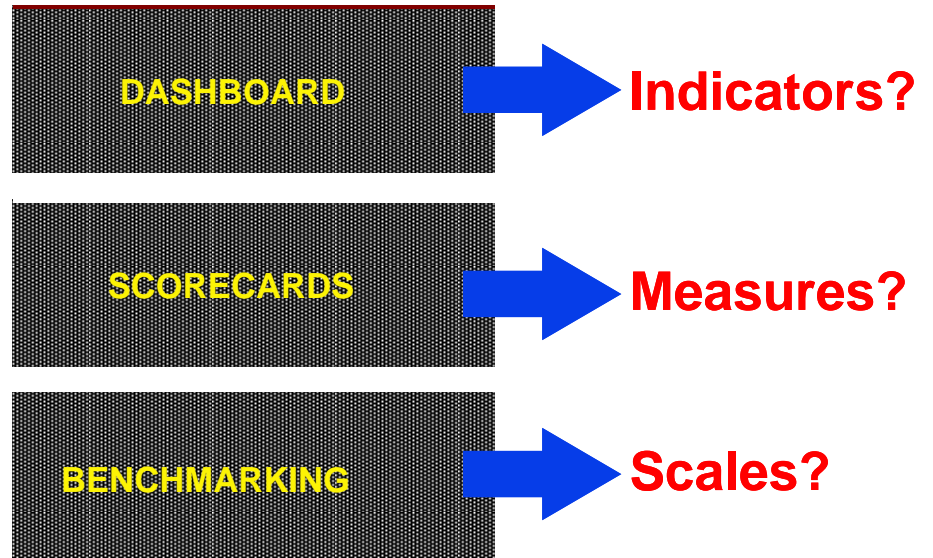 DASHBOARD
Indicators?
SCORECARDS
Measures?
BENCHMARKING
Scales?